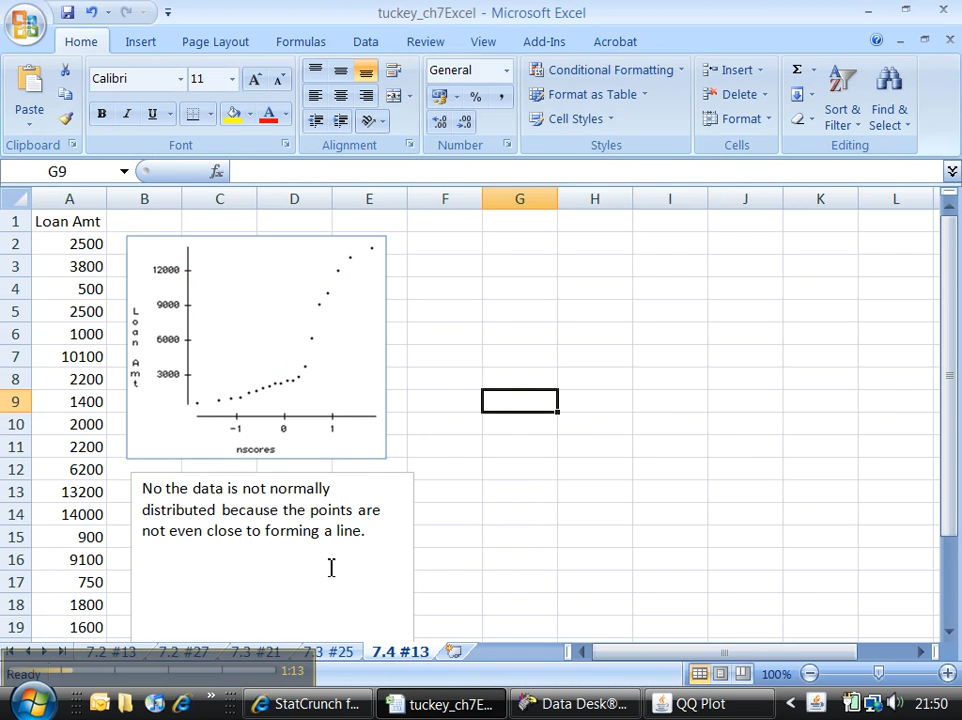 tuckey_ch7Excel - Microsoft Excel
Home Insert Page Layout Formulas Data Review View Add-Ins Acrobat
Calibri 11 General Conditional Formatting Insert
Paste Format as Table Delete Sort & Find &
B I U A % , Cell Styles Format Filter Select
Clipboard Font Alignment Number Styles Cells Editing
G9 fx
A B C D E F G H I J K L
1 Loan Amt
2 2500
3 3800
4 500
5 2500
6 1000
7 10100
8 2200
9 1400
10 2000
11 2200
12 6200
13 13200
14 14000
15 900
16 9100
17 750
18 1800
19 1600
12000
9000
6000
3000
Loan Amt
-1 0 1
nscores
No the data is not normally
distributed because the points are
not even close to forming a line.
7.2 #13 7.2 #27 7.3 #21 7.3 #25 7.4 #13
Ready 1:13 100%
StatCrunch f... tuckey_ch7E... Data Desk®... QQ Plot 21:50